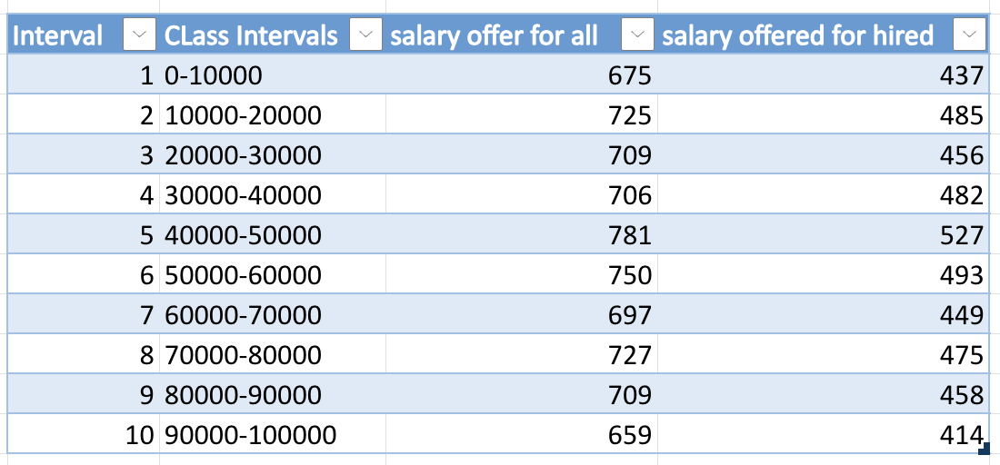 Interval CLass Intervals salary offer for all salary offered for hired
1 0-10000 675 437
2 10000-20000 725 485
3 20000-30000 709 456
4 30000-40000 706 482
5 40000-50000 781 527
6 50000-60000 750 493
7 60000-70000 697 449
8 70000-80000 727 475
9 80000-90000 709 458
10 90000-100000 659 414